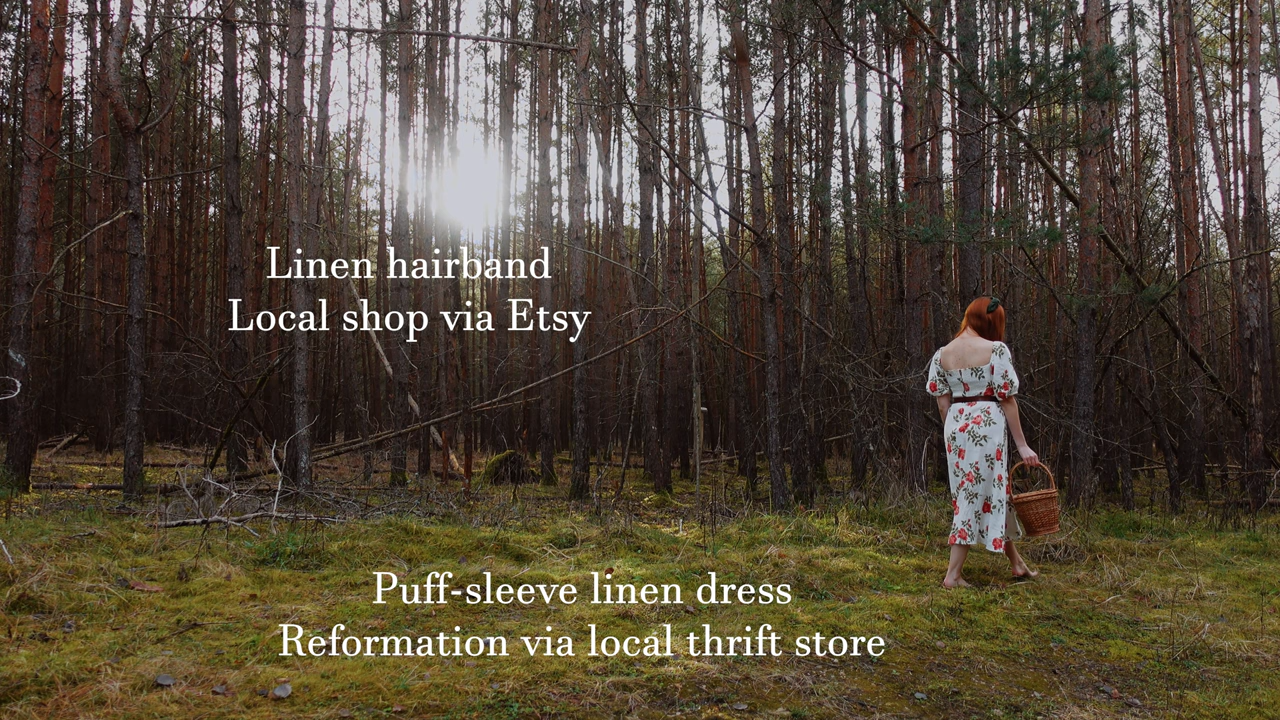 Linen hairband
Local shop via Etsy
Puff-sleeve linen dress
Reformation via local thrift store